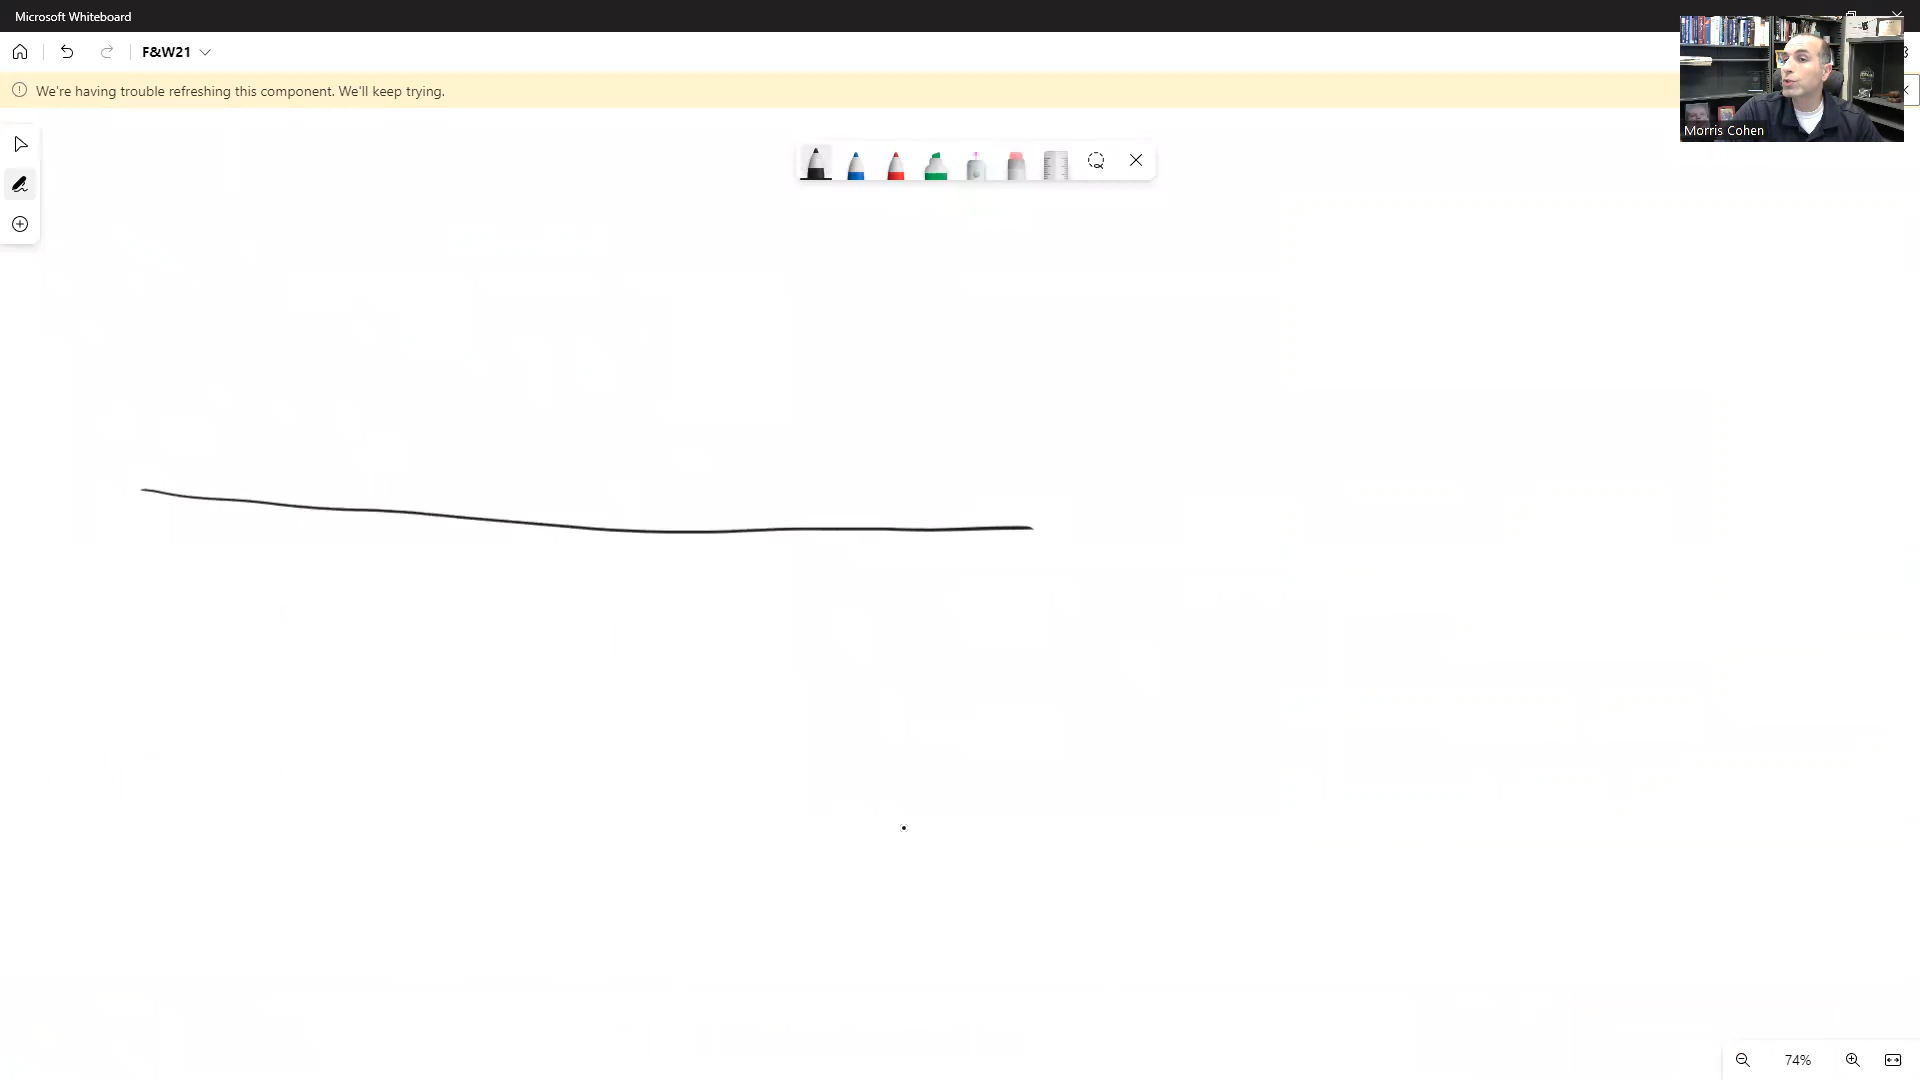 Microsoft Whiteboard
F&W21
We're having trouble refreshing this component. We'll keep trying.
Morris Cohen
74%